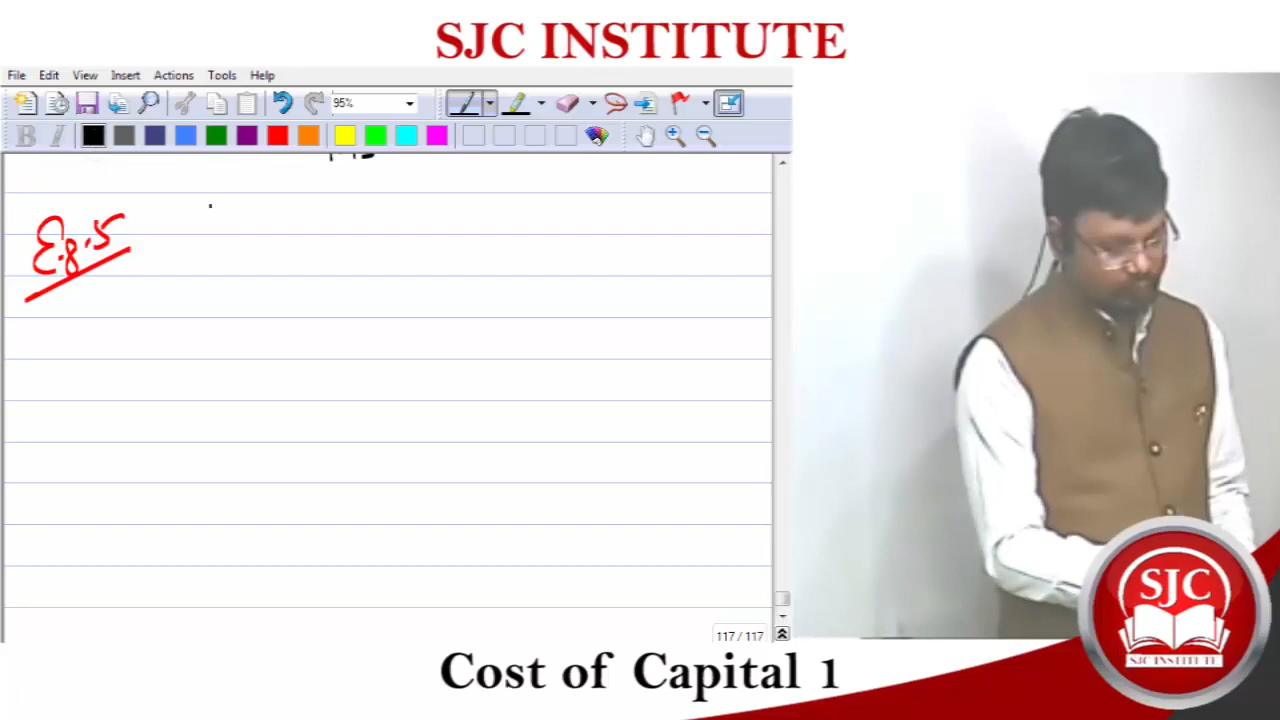 SJC INSTITUTE
File Edit View Insert Actions Tools Help
95%
B I
Eg.5
117 / 117
SJC
SJC INSTITUTE
Cost of Capital 1